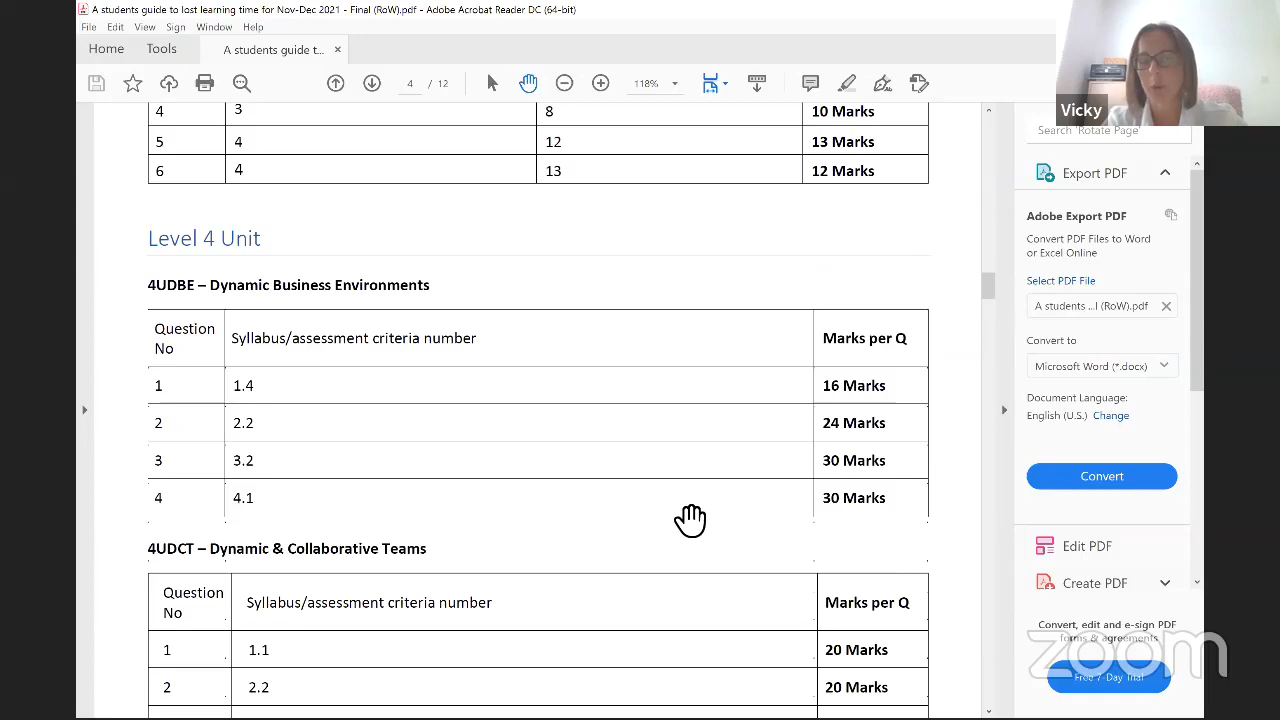 A students guide to lost learning time for Nov-Dec 2021 - Final (RoW).pdf - Adobe Acrobat Reader DC (64-bit)
File Edit View Sign Window Help
Home Tools A students guide t... ×
4 / 12 118%
Vicky
4 3 8 10 Marks
5 4 12 13 Marks
6 4 13 12 Marks
Level 4 Unit
4UDBE – Dynamic Business Environments
Question No Syllabus/assessment criteria number Marks per Q
1 1.4 16 Marks
2 2.2 24 Marks
3 3.2 30 Marks
4 4.1 30 Marks
4UDCT – Dynamic & Collaborative Teams
Question No Syllabus/assessment criteria number Marks per Q
1 1.1 20 Marks
2 2.2 20 Marks
Search 'Rotate Page'
Export PDF
Adobe Export PDF
Convert PDF Files to Word
or Excel Online
Select PDF File
A students ...l (RoW).pdf ×
Convert to
Microsoft Word (*.docx)
Document Language:
English (U.S.) Change
Convert
Edit PDF
Create PDF
Convert, edit and e-sign PDF
forms & agreements
Free 7-Day Trial
zoom